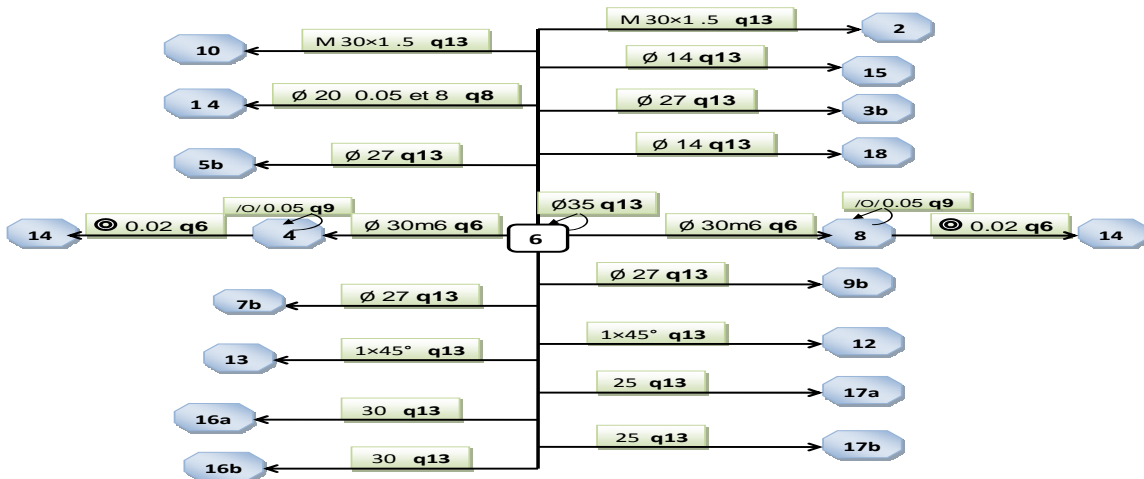 M 30×1 .5 q13
2
10
M 30×1 .5 q13
Ø 14 q13
15
1 4
Ø 20 0.05 et 8 q8
Ø 27 q13
3b
5b
Ø 27 q13
Ø 14 q13
18
14
◎ 0.02 q6
/O/ 0.05 q9
4
Ø 30m6 q6
6
Ø35 q13
Ø 30m6 q6
/O/ 0.05 q9
8
◎ 0.02 q6
14
7b
Ø 27 q13
Ø 27 q13
9b
13
1×45° q13
1×45° q13
12
16a
30 q13
25 q13
17a
16b
30 q13
25 q13
17b